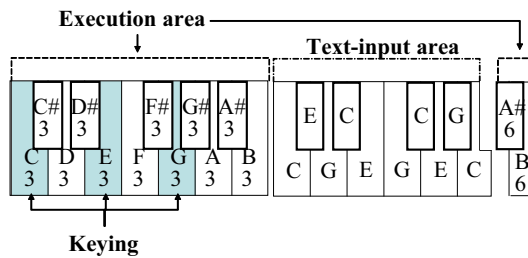 Execution area
Text-input area
C# D# F# G# A# E C C G A#
3 3 3 3 3 6
C D E F G A B C G E G E C B
3 3 3 3 3 3 3 6
Keying